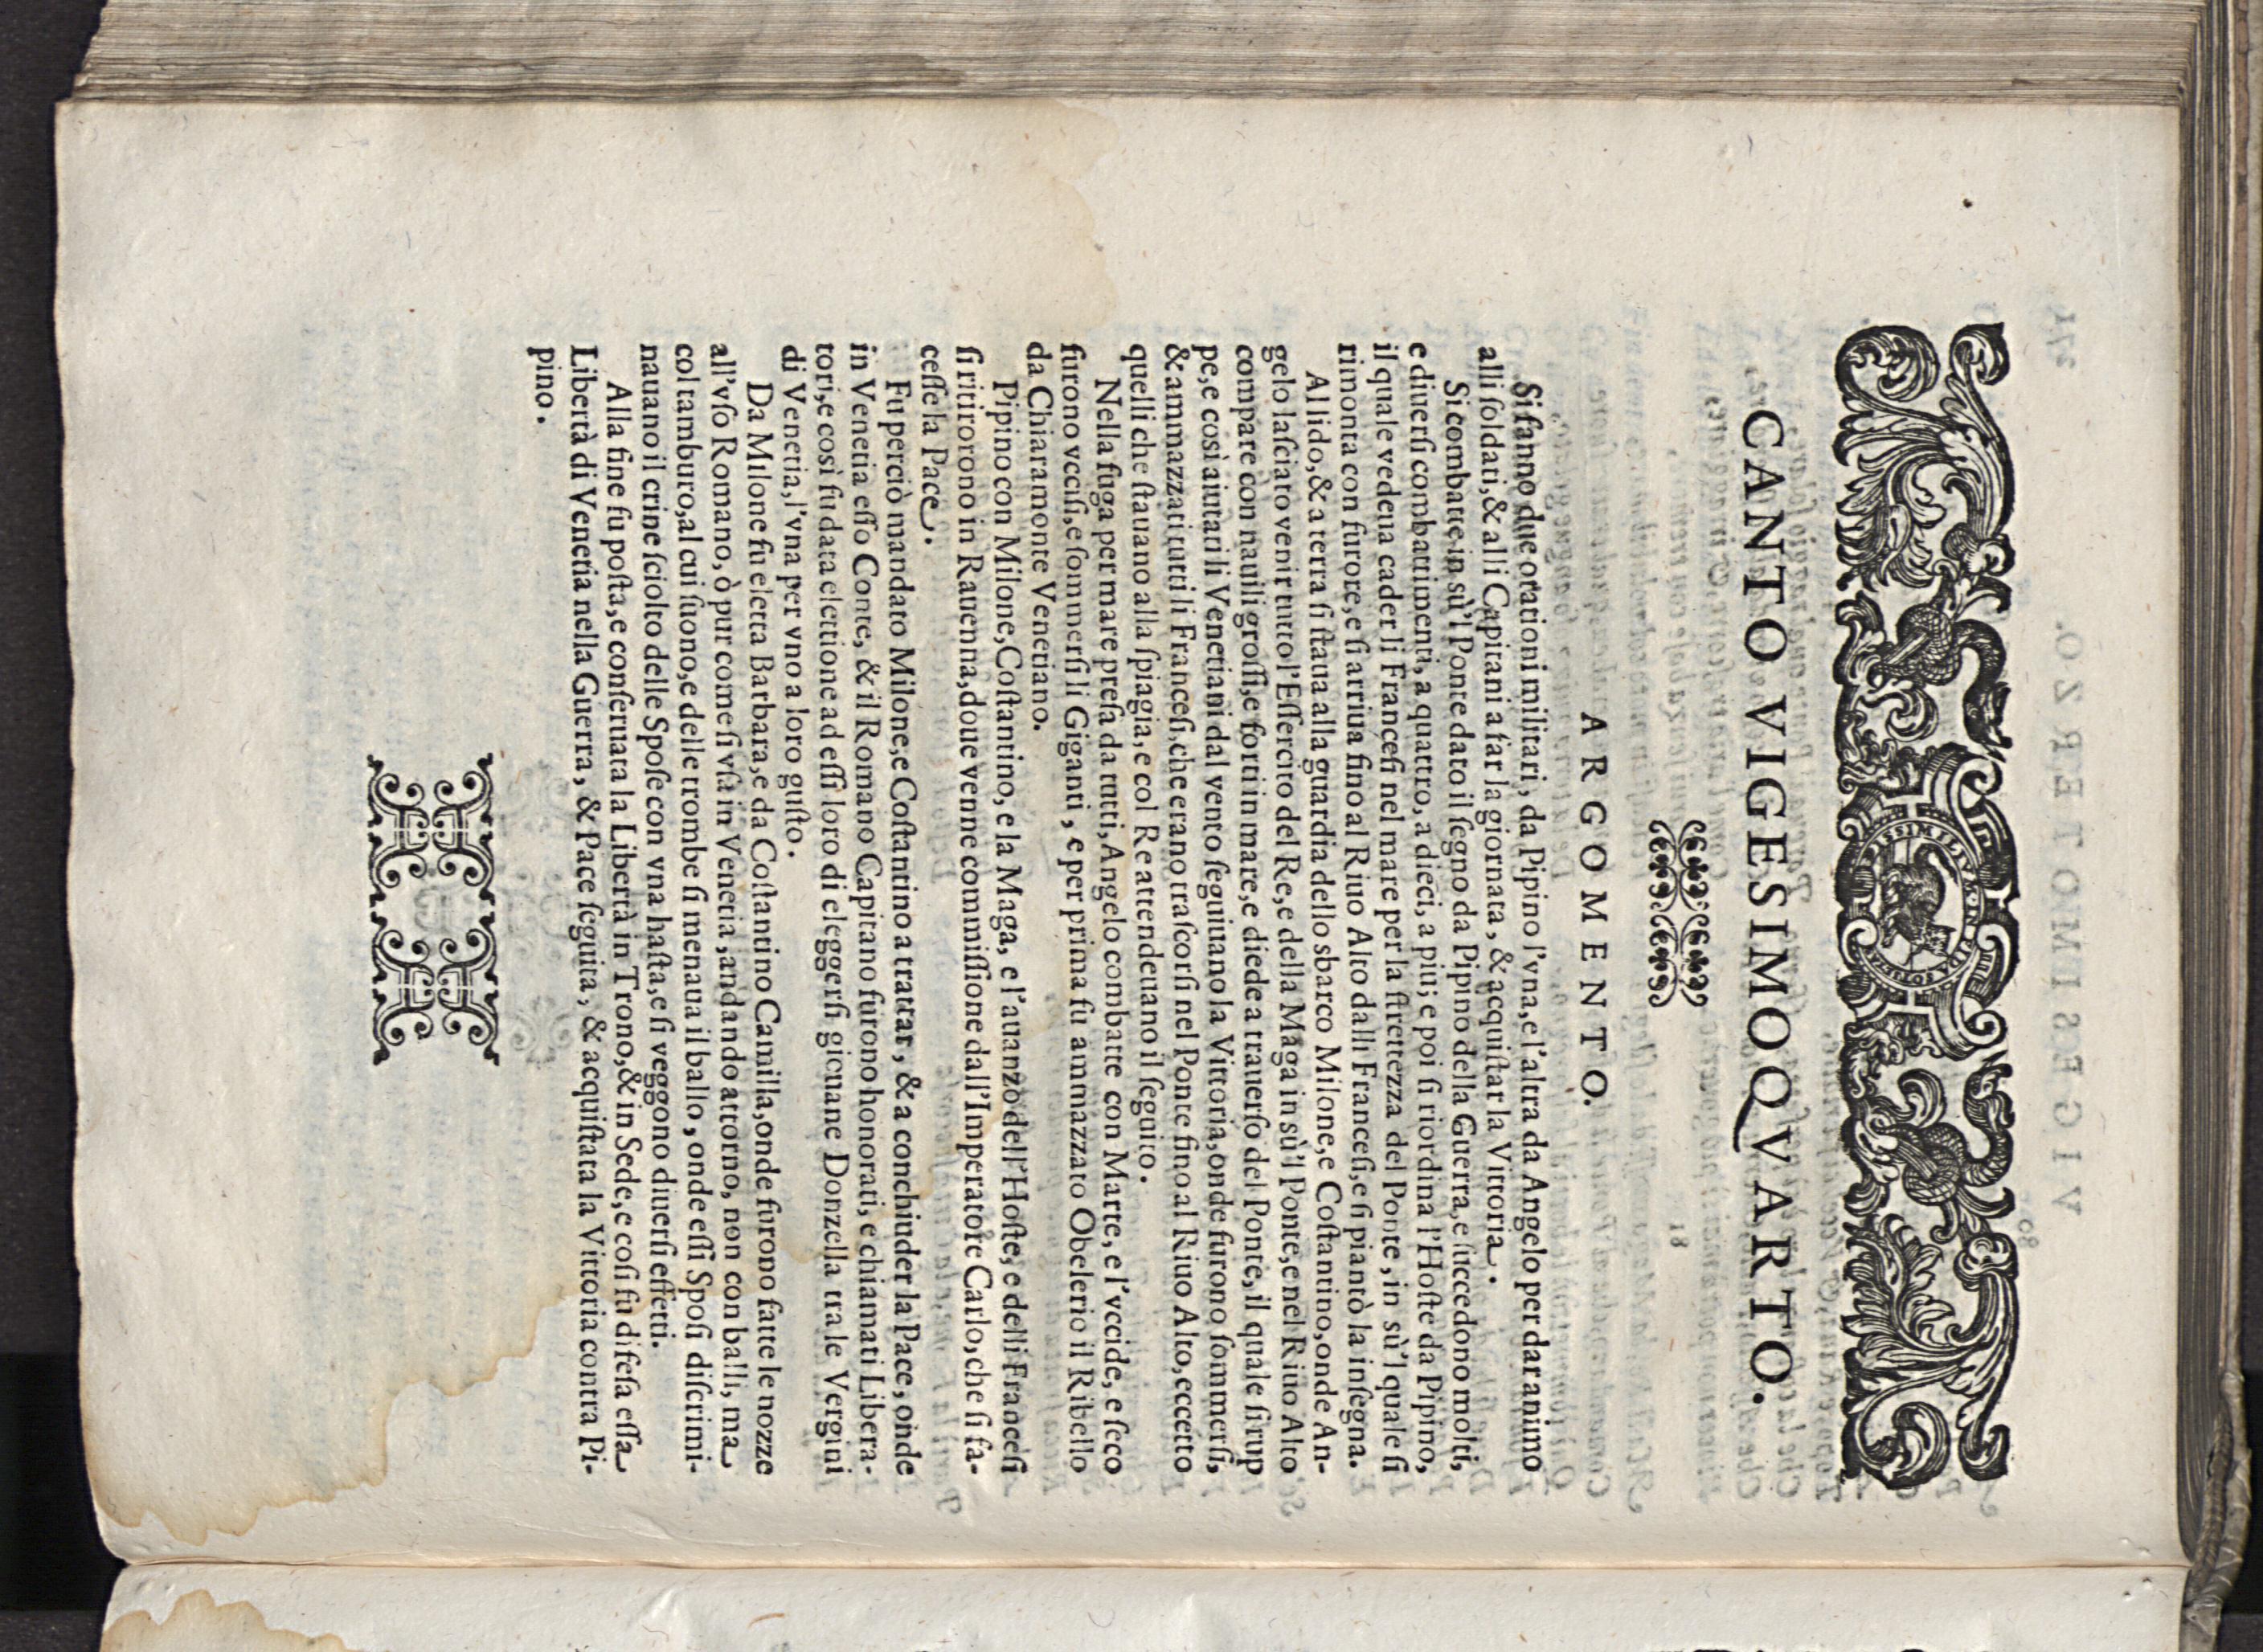 DISSIMILIVM INFIDA SOCIETAS
CANTO VIGESIMOQVARTO.
ARGOMENTO.
Si fanno due orationi militari, da Pipino l'vna, e l'altra da Angelo per dar animo
alli ſoldati, & alli Capitani a far la giornata, & acquiſtar la Vittoria.
Si combatte in sù'l Ponte dato il ſegno da Pipino della Guerra, e ſuccedono molti,
e diuerſi combattimenti, a quattro, a dieci, a più; e poi ſi riordina l'Hoſte da Pipino,
il quale vedeua cader li Franceſi nel mare per la ſtrettezza del Ponte, in sù'l quale ſi
rimonta con furore, e ſi arriua fino al Riuo Alto dalli Franceſi, e ſi piantò la inſegna.
Al lido, & a terra ſi ſtaua alla guardia dello sbarco Milone, e Coſtantino, onde An-
gelo laſciato venir tutto l'Eſſercito del Re, e della Maga in sù'l Ponte, e nel Riuo Alto
compare con nauili groſſi, e forti in mare, e diede a trauerſo del Ponte, il quale ſi rup
pe, e così aiutati li Venetiani dal vento ſeguiuano la Vittoria, onde furono ſommerſi,
& ammazzati tutti li Franceſi, che erano traſcorſi nel Ponte fino al Riuo Alto, eccetto
quelli che ſtauano alla ſpiagia, e col Re attendeuano il ſeguito.
Nella fuga per mare preſa da tutti, Angelo combatte con Marte, e l'vccide, e ſeco
furono vcciſi, e ſommerſi li Giganti, e per prima fu ammazzato Obelerio il Ribello
da Chiaramonte Venetiano.
Pipino con Milone, Coſtantino, e la Maga, e l'auanzo dell'Hoſte, e delli Franceſi
ſi ritirorono in Rauenna, doue venne commiſſione dall'Imperatore Carlo, che ſi fa-
ceſſe la Pace.
Fu perciò mandato Milone, e Coſtantino a trattar, & a conchiuder la Pace, onde
in Venetia eſſo Conte, & il Romano Capitano furono honorati, e chiamati Libera-
tori, e così fu data elettione ad eſſi loro di eleggerſi giouane Donzella tra le Vergini
di Venetia, l'vna per vno a loro guſto.
Da Milone fu eletta Barbara, e da Coſtantino Camilla, onde furono fatte le nozze
all'vſo Romano, ò pur come ſi vſa in Venetia, andando attorno, non con balli, ma
col tamburo, al cui ſuono, e delle trombe ſi menaua il ballo, onde eſſi Spoſi diſcrimi-
nauano il crine ſciolto delle Spoſe con vna haſta, e ſi veggono diuerſi effetti.
Alla fine fu poſta, e conſeruata la Libertà in Trono, & in Sede, e coſi fu difeſa eſſa
Libertà di Venetia nella Guerra, & Pace ſeguita, & acquiſtata la Vittoria contra Pi-
pino.